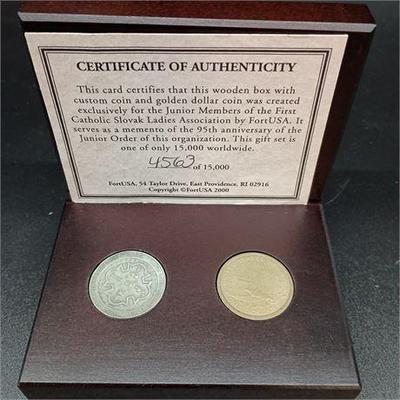 CERTIFICATE OF AUTHENTICITY
This card certifies that this wooden box with
custom coin and golden dollar coin was created
exclusively for the Junior Members of the First
Catholic Slovak Ladies Association by FortUSA. It
serves as a memento of the 95th anniversary of the
Junior Order of this organization. This gift set is
one of only 15,000 worldwide.
4563 of 15,000
FortUSA, 54 Taylor Drive, East Providence, RI 02916
Copyright ©FortUSA 2000